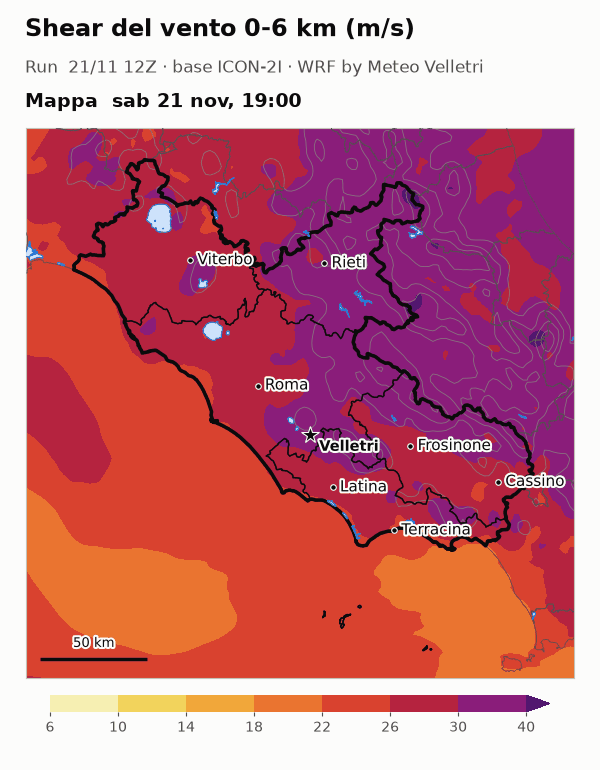 Shear del vento 0-6 km (m/s)
Run  21/11 12Z · base ICON-2I · WRF by Meteo Velletri
Mappa  sab 21 nov, 19:00
Viterbo
Rieti
Roma
Velletri
Frosinone
Latina
Cassino
Terracina
50 km
6 10 14 18 22 26 30 40